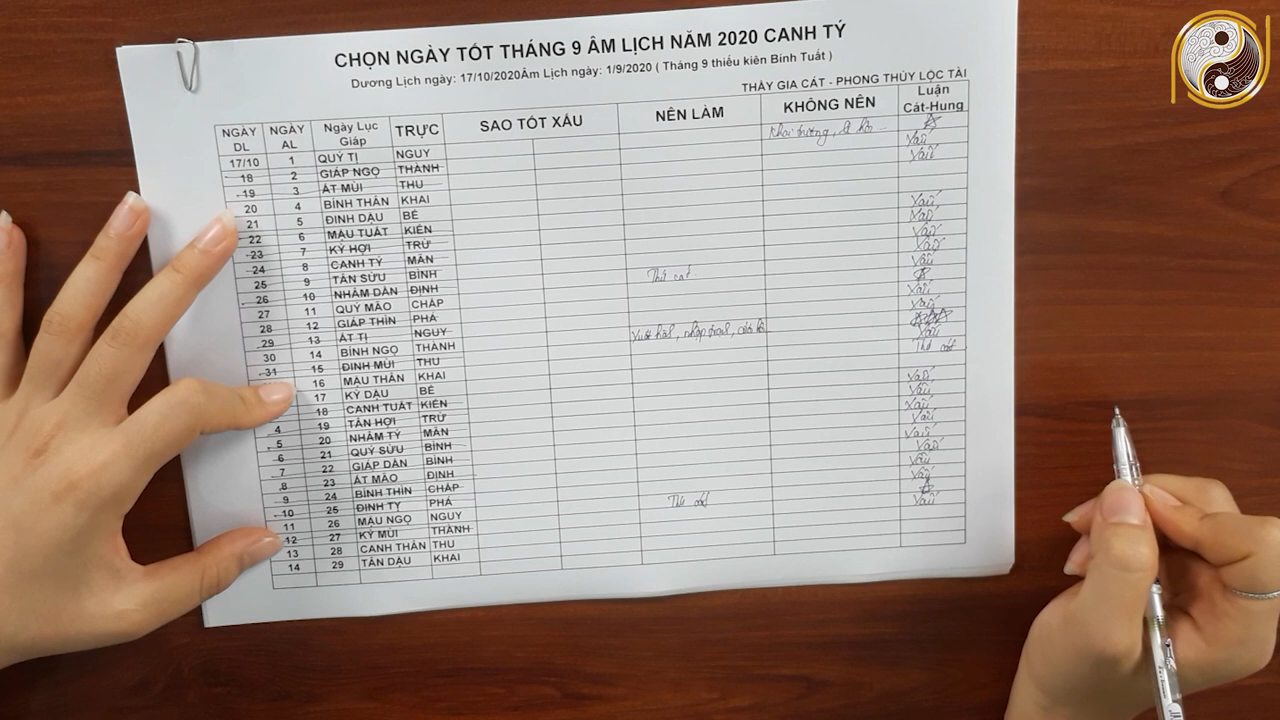 CHỌN NGÀY TỐT THÁNG 9 ÂM LỊCH NĂM 2020 CANH TÝ
Dương Lịch ngày: 17/10/2020Âm Lịch ngày: 1/9/2020 ( Tháng 9 thiếu kiên Bính Tuất )
THẦY GIA CÁT - PHONG THỦY LỘC TÀI
NGÀY DL NGÀY AL Ngày Lục Giáp TRỰC SAO TỐT XẤU NÊN LÀM KHÔNG NÊN Luận Cát-Hung
17/10 1 QUÝ TỊ NGUY Khai trương
18 2 GIÁP NGỌ THÀNH Xấu
19 3 ẤT MÙI THU Xấu
20 4 BÍNH THÂN KHAI
21 5 ĐINH DẬU BẾ
22 6 MẬU TUẤT KIÊN Xấu
23 7 KỶ HỢI TRỪ Xấu
24 8 CANH TÝ MÃN Xấu
25 9 TÂN SỬU BÌNH Xấu
26 10 NHÂM DẦN ĐỊNH Xấu
27 11 QUÝ MÃO CHẤP
28 12 GIÁP THÌN PHÁ Xấu
29 13 ẤT TỊ NGUY Xấu
30 14 BÍNH NGỌ THÀNH
31 15 ĐINH MÙI THU Xấu
16 MẬU THÂN KHAI Thứ cát
17 KỶ DẬU BẾ
18 CANH TUẤT KIÊN Xấu
4 19 TÂN HỢI TRỪ Xấu
5 20 NHÂM TÝ MÃN Xấu
6 21 QUÝ SỬU BÌNH Xấu
7 22 GIÁP DẦN BÌNH Xấu
8 23 ẤT MÃO ĐỊNH Xấu
9 24 BÍNH THÌN CHẤP Xấu
10 25 ĐINH TỴ PHÁ Xấu
11 26 MẬU NGỌ NGUY
12 27 KỶ MÙI THÀNH Xấu
13 28 CANH THÂN THU
14 29 TÂN DẬU KHAI